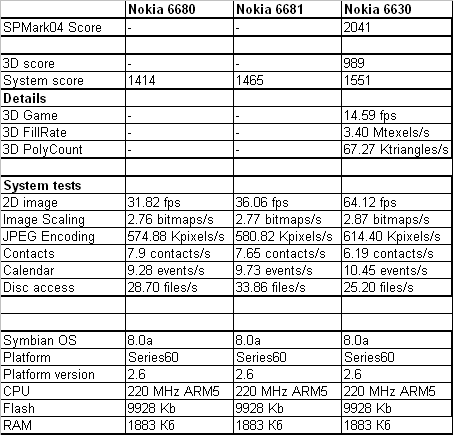 Nokia 6680 Nokia 6681 Nokia 6630
SPMark04 Score - - 2041
3D score - - 989
System score 1414 1465 1551
Details
3D Game - - 14.59 fps
3D FillRate - - 3.40 Mtexels/s
3D PolyCount - - 67.27 Ktriangles/s
System tests
2D image 31.82 fps 36.06 fps 64.12 fps
Image Scaling 2.76 bitmaps/s 2.77 bitmaps/s 2.87 bitmaps/s
JPEG Encoding 574.88 Kpixels/s 580.82 Kpixels/s 614.40 Kpixels/s
Contacts 7.9 contacts/s 7.65 contacts/s 6.19 contacts/s
Calendar 9.28 events/s 9.73 events/s 10.45 events/s
Disc access 28.70 files/s 33.86 files/s 25.20 files/s
Symbian OS 8.0a 8.0a 8.0a
Platform Series60 Series60 Series60
Platform version 2.6 2.6 2.6
CPU 220 MHz ARM5 220 MHz ARM5 220 MHz ARM5
Flash 9928 Kb 9928 Kb 9928 Kb
RAM 1883 K6 1883 K6 1883 K6